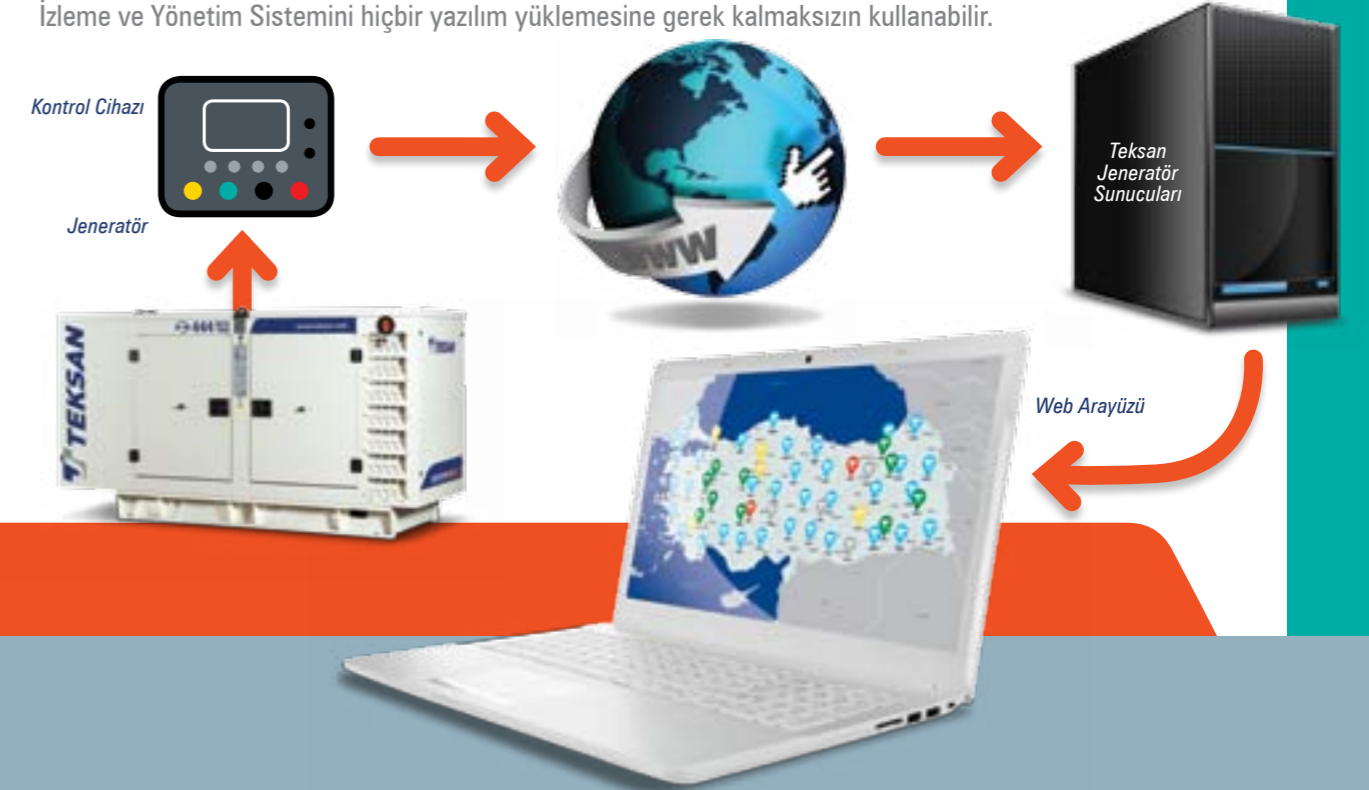 İzleme ve Yönetim Sistemini hiçbir yazılım yüklemesine gerek kalmaksızın kullanabilir.
Kontrol Cihazı
Jeneratör
WWW
Teksan
Jeneratör
Sunucuları
TEKSAN
444
TEKSAN
Web Arayüzü